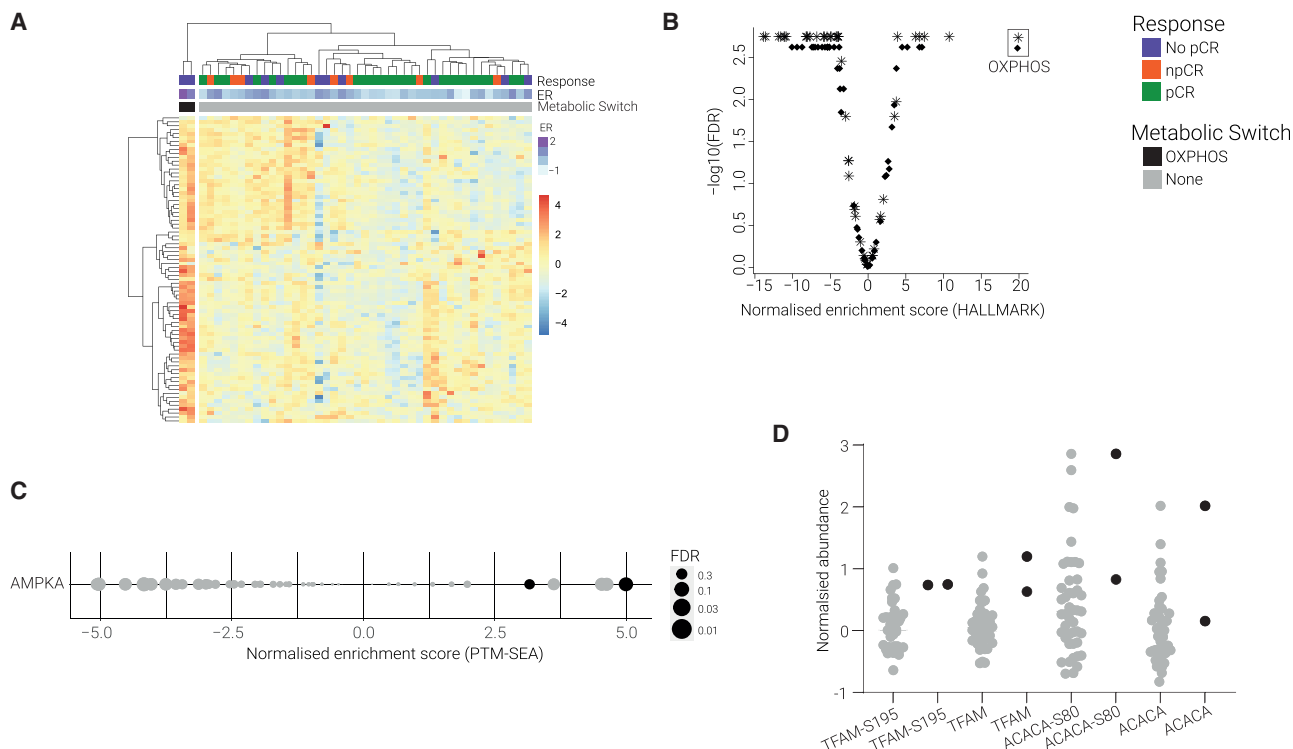 A
Response
ER
Metabolic Switch
ER
2
−1
4
2
0
−2
−4
B
−log10(FDR)
2.5
2.0
1.5
1.0
0.5
0.0
OXPHOS
−15 −10 −5 0 5 10 15 20
Normalised enrichment score (HALLMARK)
Response
No pCR
npCR
pCR
Metabolic Switch
OXPHOS
None
C
AMPKA
−5.0 −2.5 0.0 2.5 5.0
Normalised enrichment score (PTM-SEA)
FDR
0.3
0.1
0.03
0.01
D
Normalsied abundance
3
2
1
0
-1
TFAM-S195 TFAM-S195 TFAM TFAM ACACA-S80 ACACA-S80 ACACA ACACA